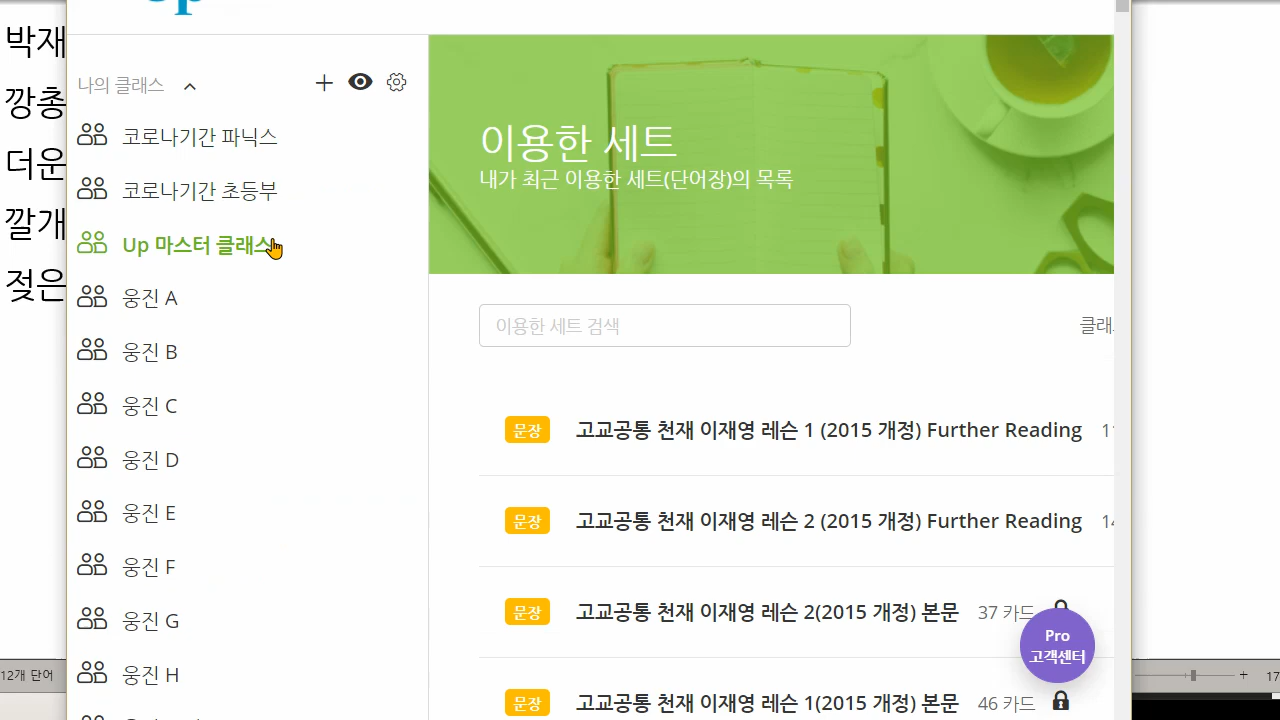 박재
깡총
더운
깔개
젖은
up
나의 클래스
코로나기간 파닉스
코로나기간 초등부
Up 마스터 클래스
웅진 A
웅진 B
웅진 C
웅진 D
웅진 E
웅진 F
웅진 G
웅진 H
이용한 세트
내가 최근 이용한 세트(단어장)의 목록
이용한 세트 검색
클래
문장 고교공통 천재 이재영 레슨 1 (2015 개정) Further Reading
문장 고교공통 천재 이재영 레슨 2 (2015 개정) Further Reading
문장 고교공통 천재 이재영 레슨 2(2015 개정) 본문 37 카드
문장 고교공통 천재 이재영 레슨 1(2015 개정) 본문 46 카드
Pro
고객센터
12개 단어
17